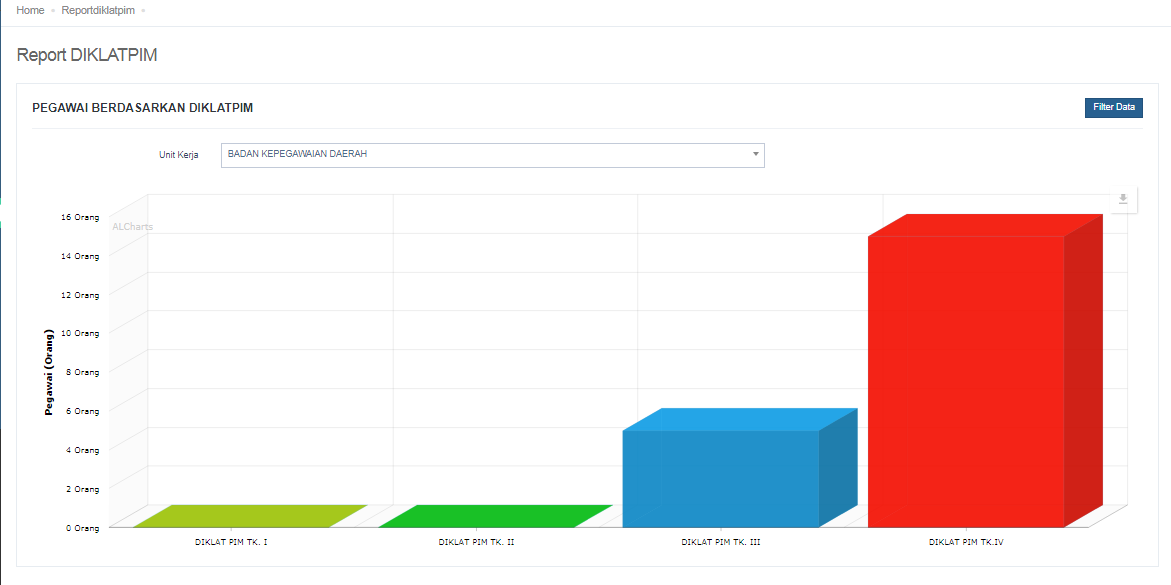 Home • Reportdiklatpim •
Report DIKLATPIM
PEGAWAI BERDASARKAN DIKLATPIM
Filter Data
Unit Kerja
BADAN KEPEGAWAIAN DAERAH
ALCharts
16 Orang
14 Orang
12 Orang
10 Orang
8 Orang
6 Orang
4 Orang
2 Orang
0 Orang
Pegawai (Orang)
DIKLAT PIM TK. I
DIKLAT PIM TK. II
DIKLAT PIM TK. III
DIKLAT PIM TK.IV